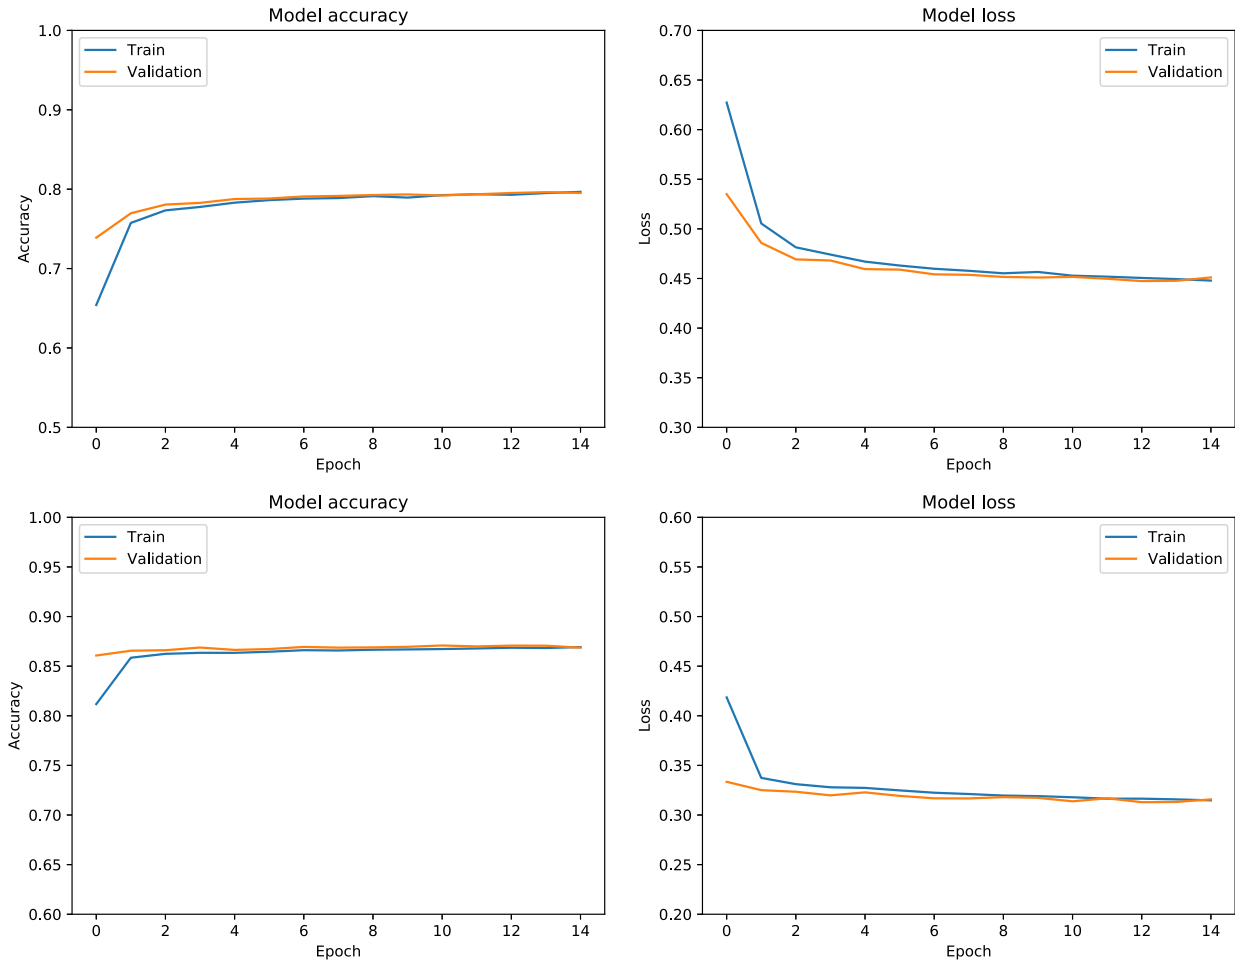 Model accuracy
Train
Validation
1.0
0.9
0.8
0.7
0.6
0.5
Accuracy
0 2 4 6 8 10 12 14
Epoch
Model loss
Train
Validation
0.70
0.65
0.60
0.55
0.50
0.45
0.40
0.35
0.30
Loss
0 2 4 6 8 10 12 14
Epoch
Model accuracy
Train
Validation
1.00
0.95
0.90
0.85
0.80
0.75
0.70
0.65
0.60
Accuracy
0 2 4 6 8 10 12 14
Epoch
Model loss
Train
Validation
0.60
0.55
0.50
0.45
0.40
0.35
0.30
0.25
0.20
Loss
0 2 4 6 8 10 12 14
Epoch